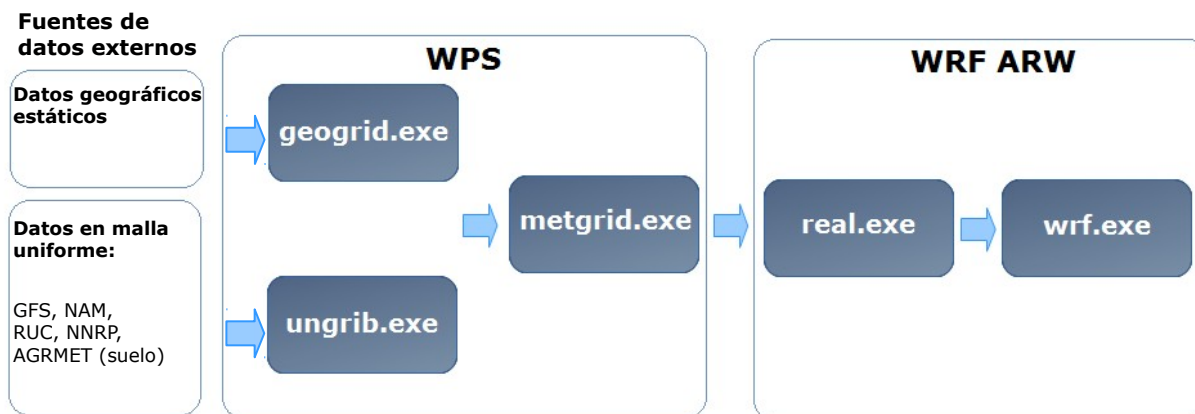 Fuentes de
datos externos
Datos geográficos
estáticos
Datos en malla
uniforme:
GFS, NAM,
RUC, NNRP,
AGRMET (suelo)
WPS
geogrid.exe
ungrib.exe
metgrid.exe
WRF ARW
real.exe
wrf.exe